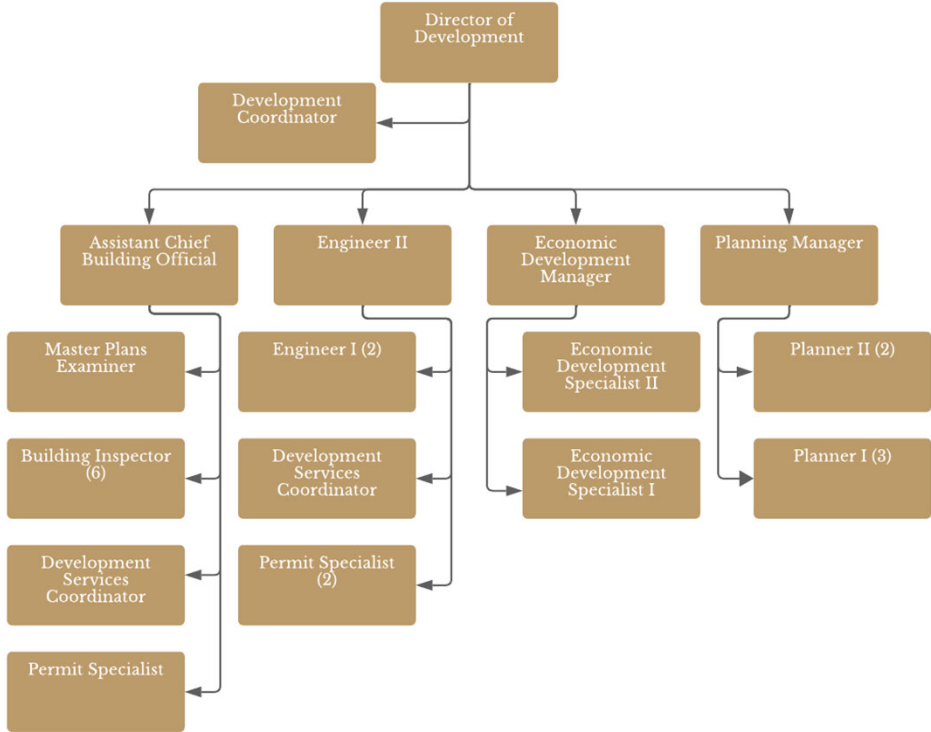 Director of
Development
Development
Coordinator
Assistant Chief
Building Official
Engineer II
Economic
Development
Manager
Planning Manager
Master Plans
Examiner
Engineer I (2)
Economic
Development
Specialist II
Planner II (2)
Building Inspector
(6)
Development
Services
Coordinator
Economic
Development
Specialist I
Planner I (3)
Development
Services
Coordinator
Permit Specialist
(2)
Permit Specialist